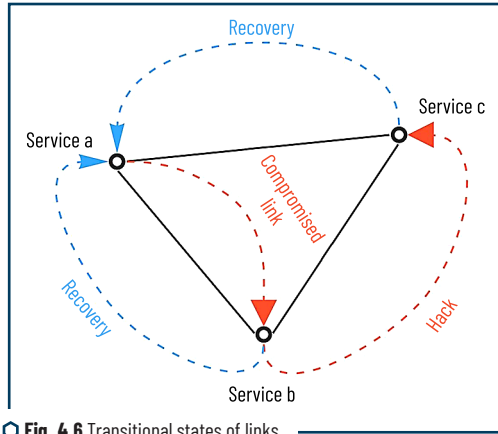 Recovery
Service c
Service a
Compromised
link
Recovery
Hack
Service b
Fig. 4.6 Transitional states of links